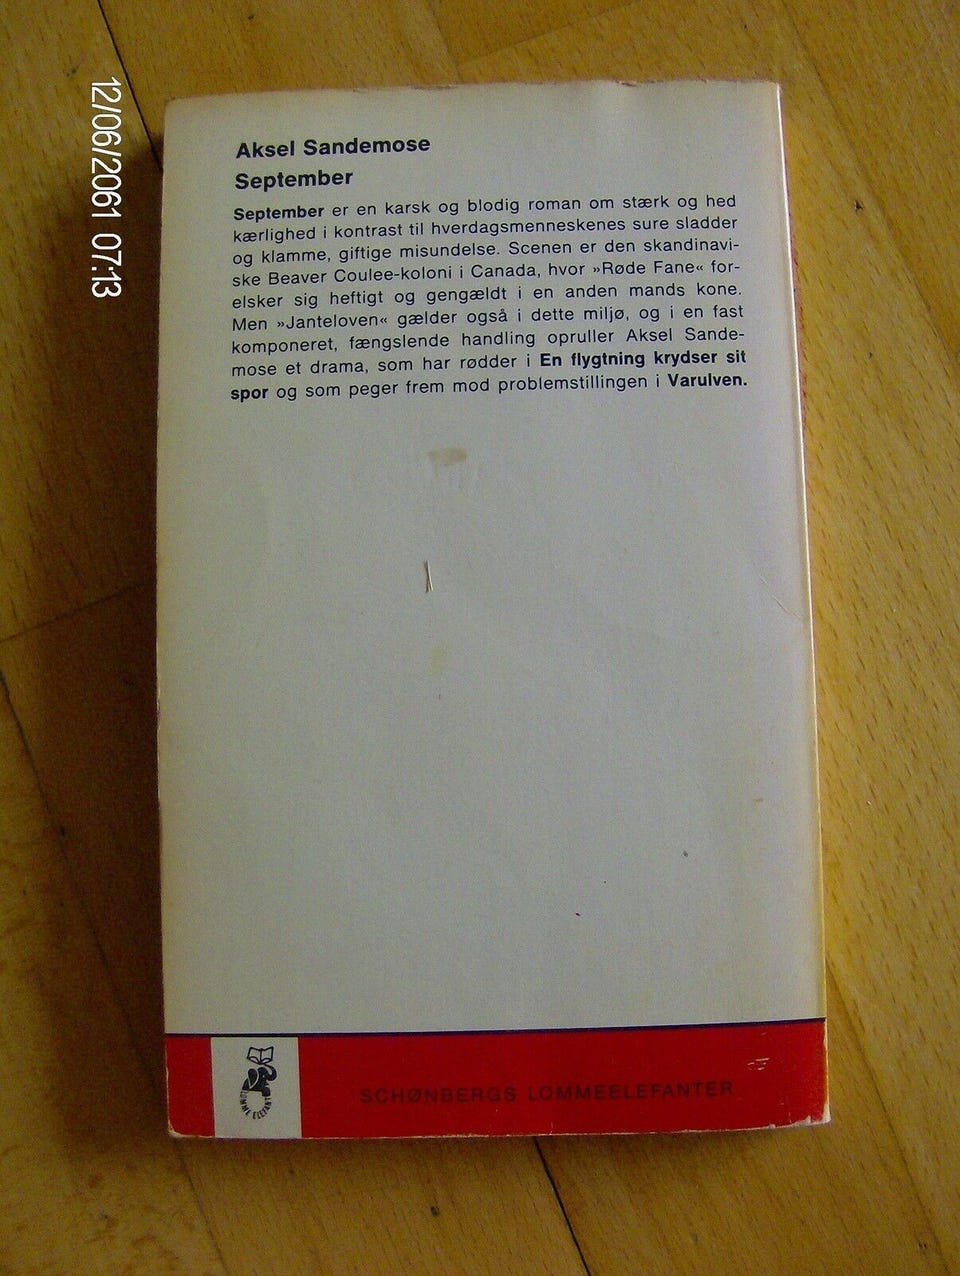 12/06/2061 07:13
Aksel Sandemose
September
September er en karsk og blodig roman om stærk og hed
kærlighed i kontrast til hverdagsmenneskenes sure sladder
og klamme, giftige misundelse. Scenen er den skandinavi-
ske Beaver Coulee-koloni i Canada, hvor »Røde Fane« for-
elsker sig heftigt og gengældt i en anden mands kone.
Men »Janteloven« gælder også i dette miljø, og i en fast
komponeret, fængslende handling opruller Aksel Sande-
mose et drama, som har rødder i En flygtning krydser sit
spor og som peger frem mod problemstillingen i Varulven.
LOMME ELEFANT
SCHØNBERGS LOMMEELEFANTER